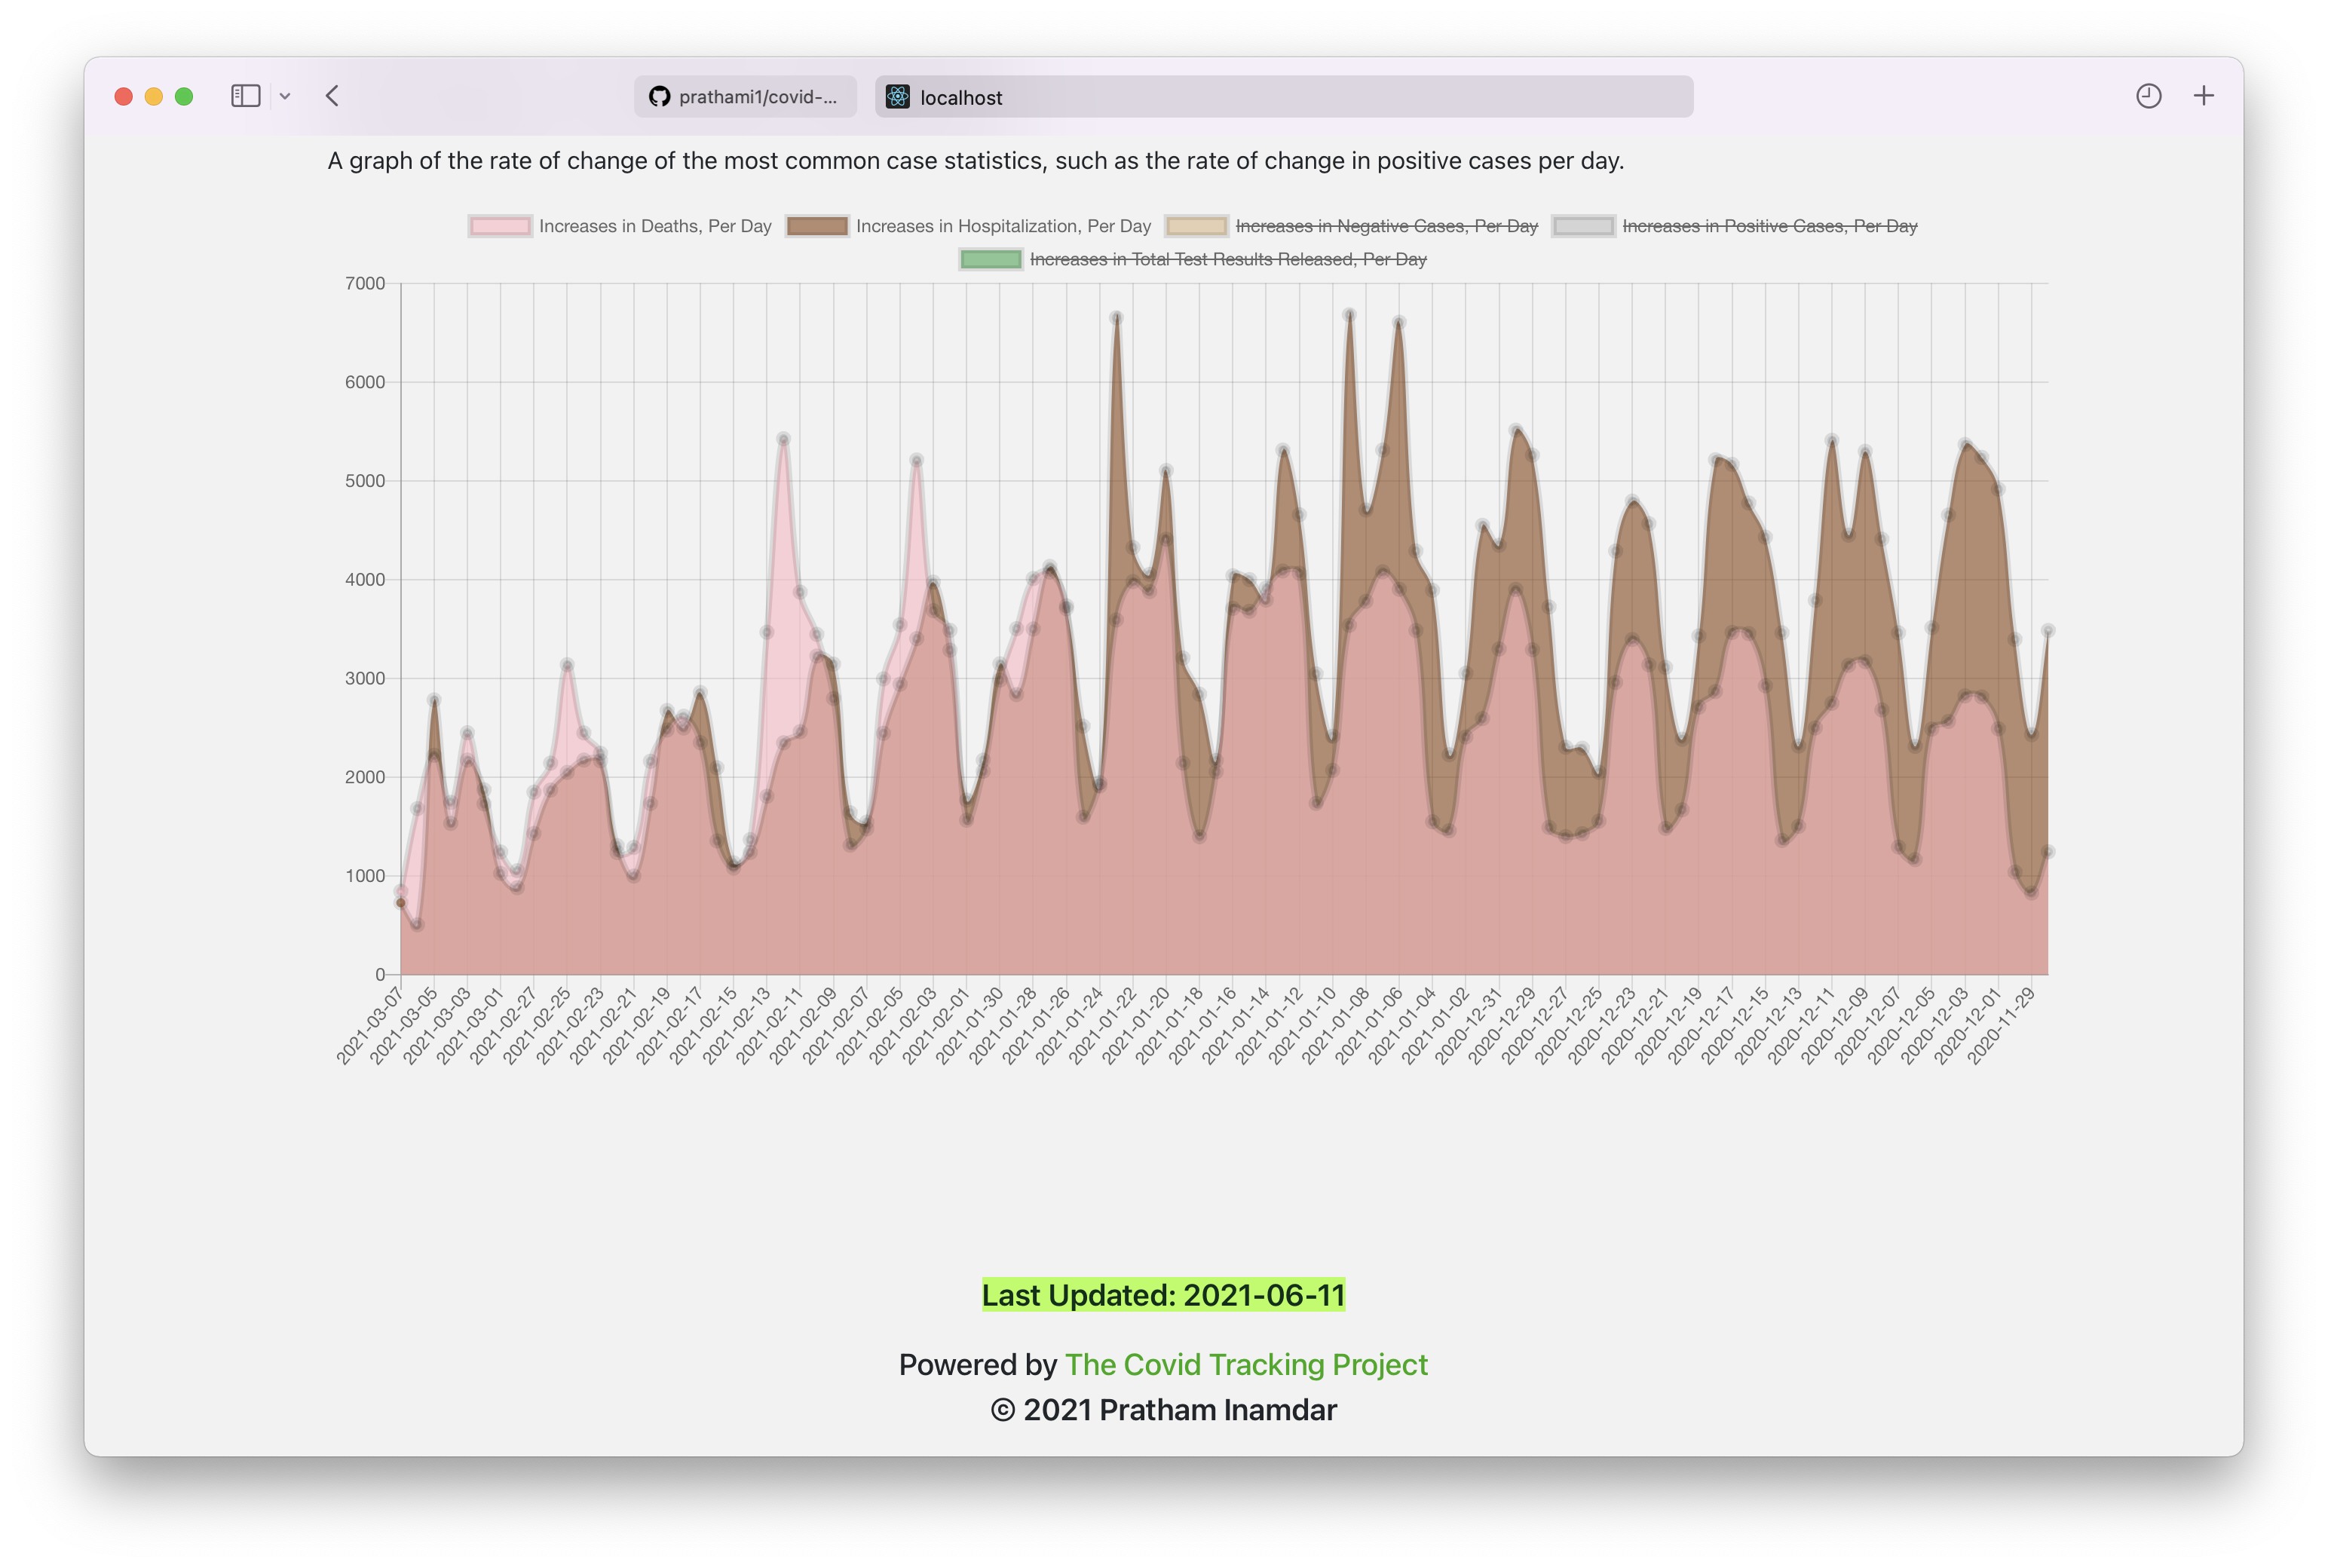 prathami1/covid-...
localhost
A graph of the rate of change of the most common case statistics, such as the rate of change in positive cases per day.
Increases in Deaths, Per Day Increases in Hospitalization, Per Day Increases in Negative Cases, Per Day Increases in Positive Cases, Per Day
Increases in Total Test Results Released, Per Day
7000
6000
5000
4000
3000
2000
1000
0
2021-03-07 2021-03-05 2021-03-03 2021-03-01 2021-02-27 2021-02-25 2021-02-23 2021-02-21 2021-02-19 2021-02-17 2021-02-15 2021-02-13 2021-02-11 2021-02-09 2021-02-07 2021-02-05 2021-02-03 2021-02-01 2021-01-30 2021-01-28 2021-01-26 2021-01-24 2021-01-22 2021-01-20 2021-01-18 2021-01-16 2021-01-14 2021-01-12 2021-01-10 2021-01-08 2021-01-06 2021-01-04 2021-01-02 2020-12-31 2020-12-29 2020-12-27 2020-12-25 2020-12-23 2020-12-21 2020-12-19 2020-12-17 2020-12-15 2020-12-13 2020-12-11 2020-12-09 2020-12-07 2020-12-05 2020-12-03 2020-12-01 2020-11-29
Last Updated: 2021-06-11
Powered by The Covid Tracking Project
© 2021 Pratham Inamdar